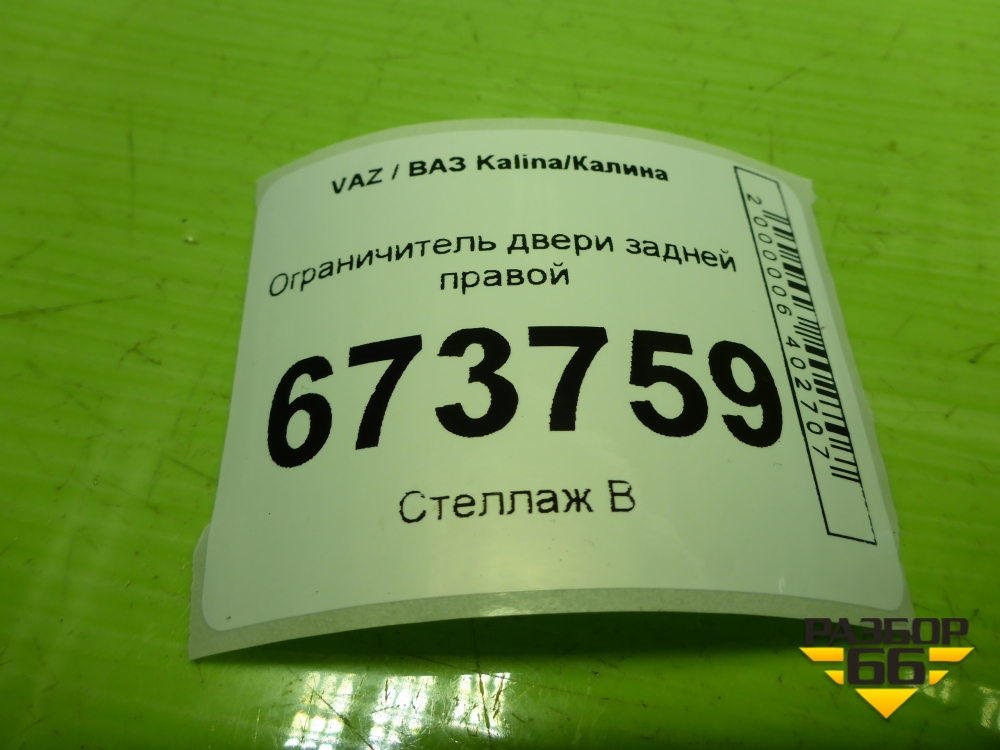 VAZ / ВАЗ Kalina/Калина
Ограничитель двери задней
правой
673759
Стеллаж В
2000006402707
РАЗБОР
66